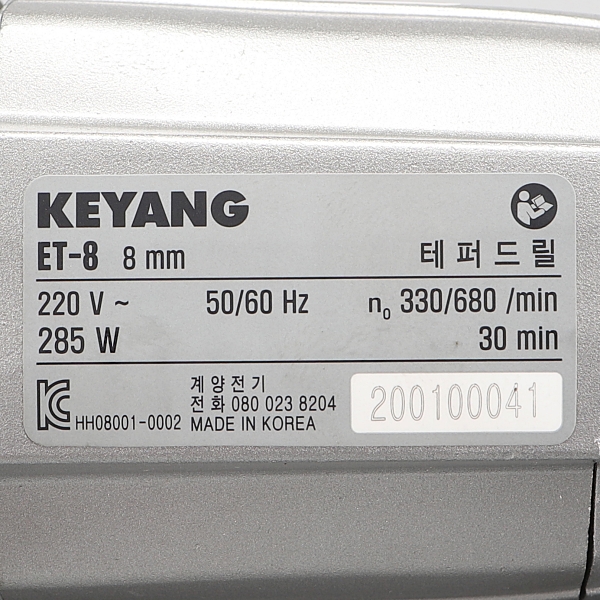 KEYANG
ET-8 8 mm 테퍼드릴
220 V ~ 50/60 Hz n₀ 330/680 /min
285 W 30 min
HH08001-0002
계양전기
전화 080 023 8204
MADE IN KOREA
200100041